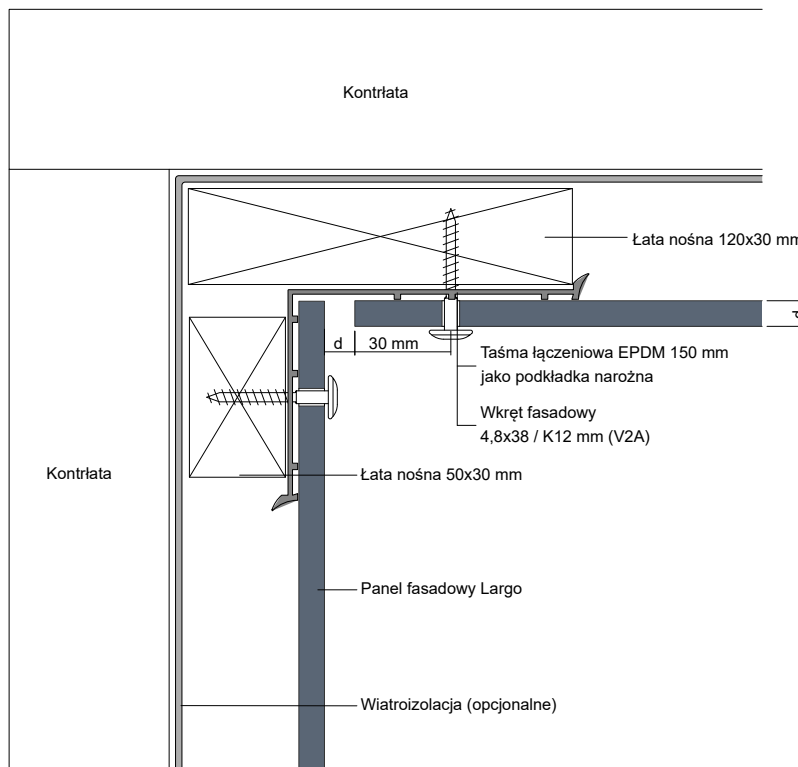 Kontrłata
Łata nośna 120x30 mm
d
d
30 mm
Taśma łączeniowa EPDM 150 mm
jako podkładka narożna
Wkręt fasadowy
4,8x38 / K12 mm (V2A)
Kontrłata
Łata nośna 50x30 mm
Panel fasadowy Largo
Wiatroizolacja (opcjonalne)